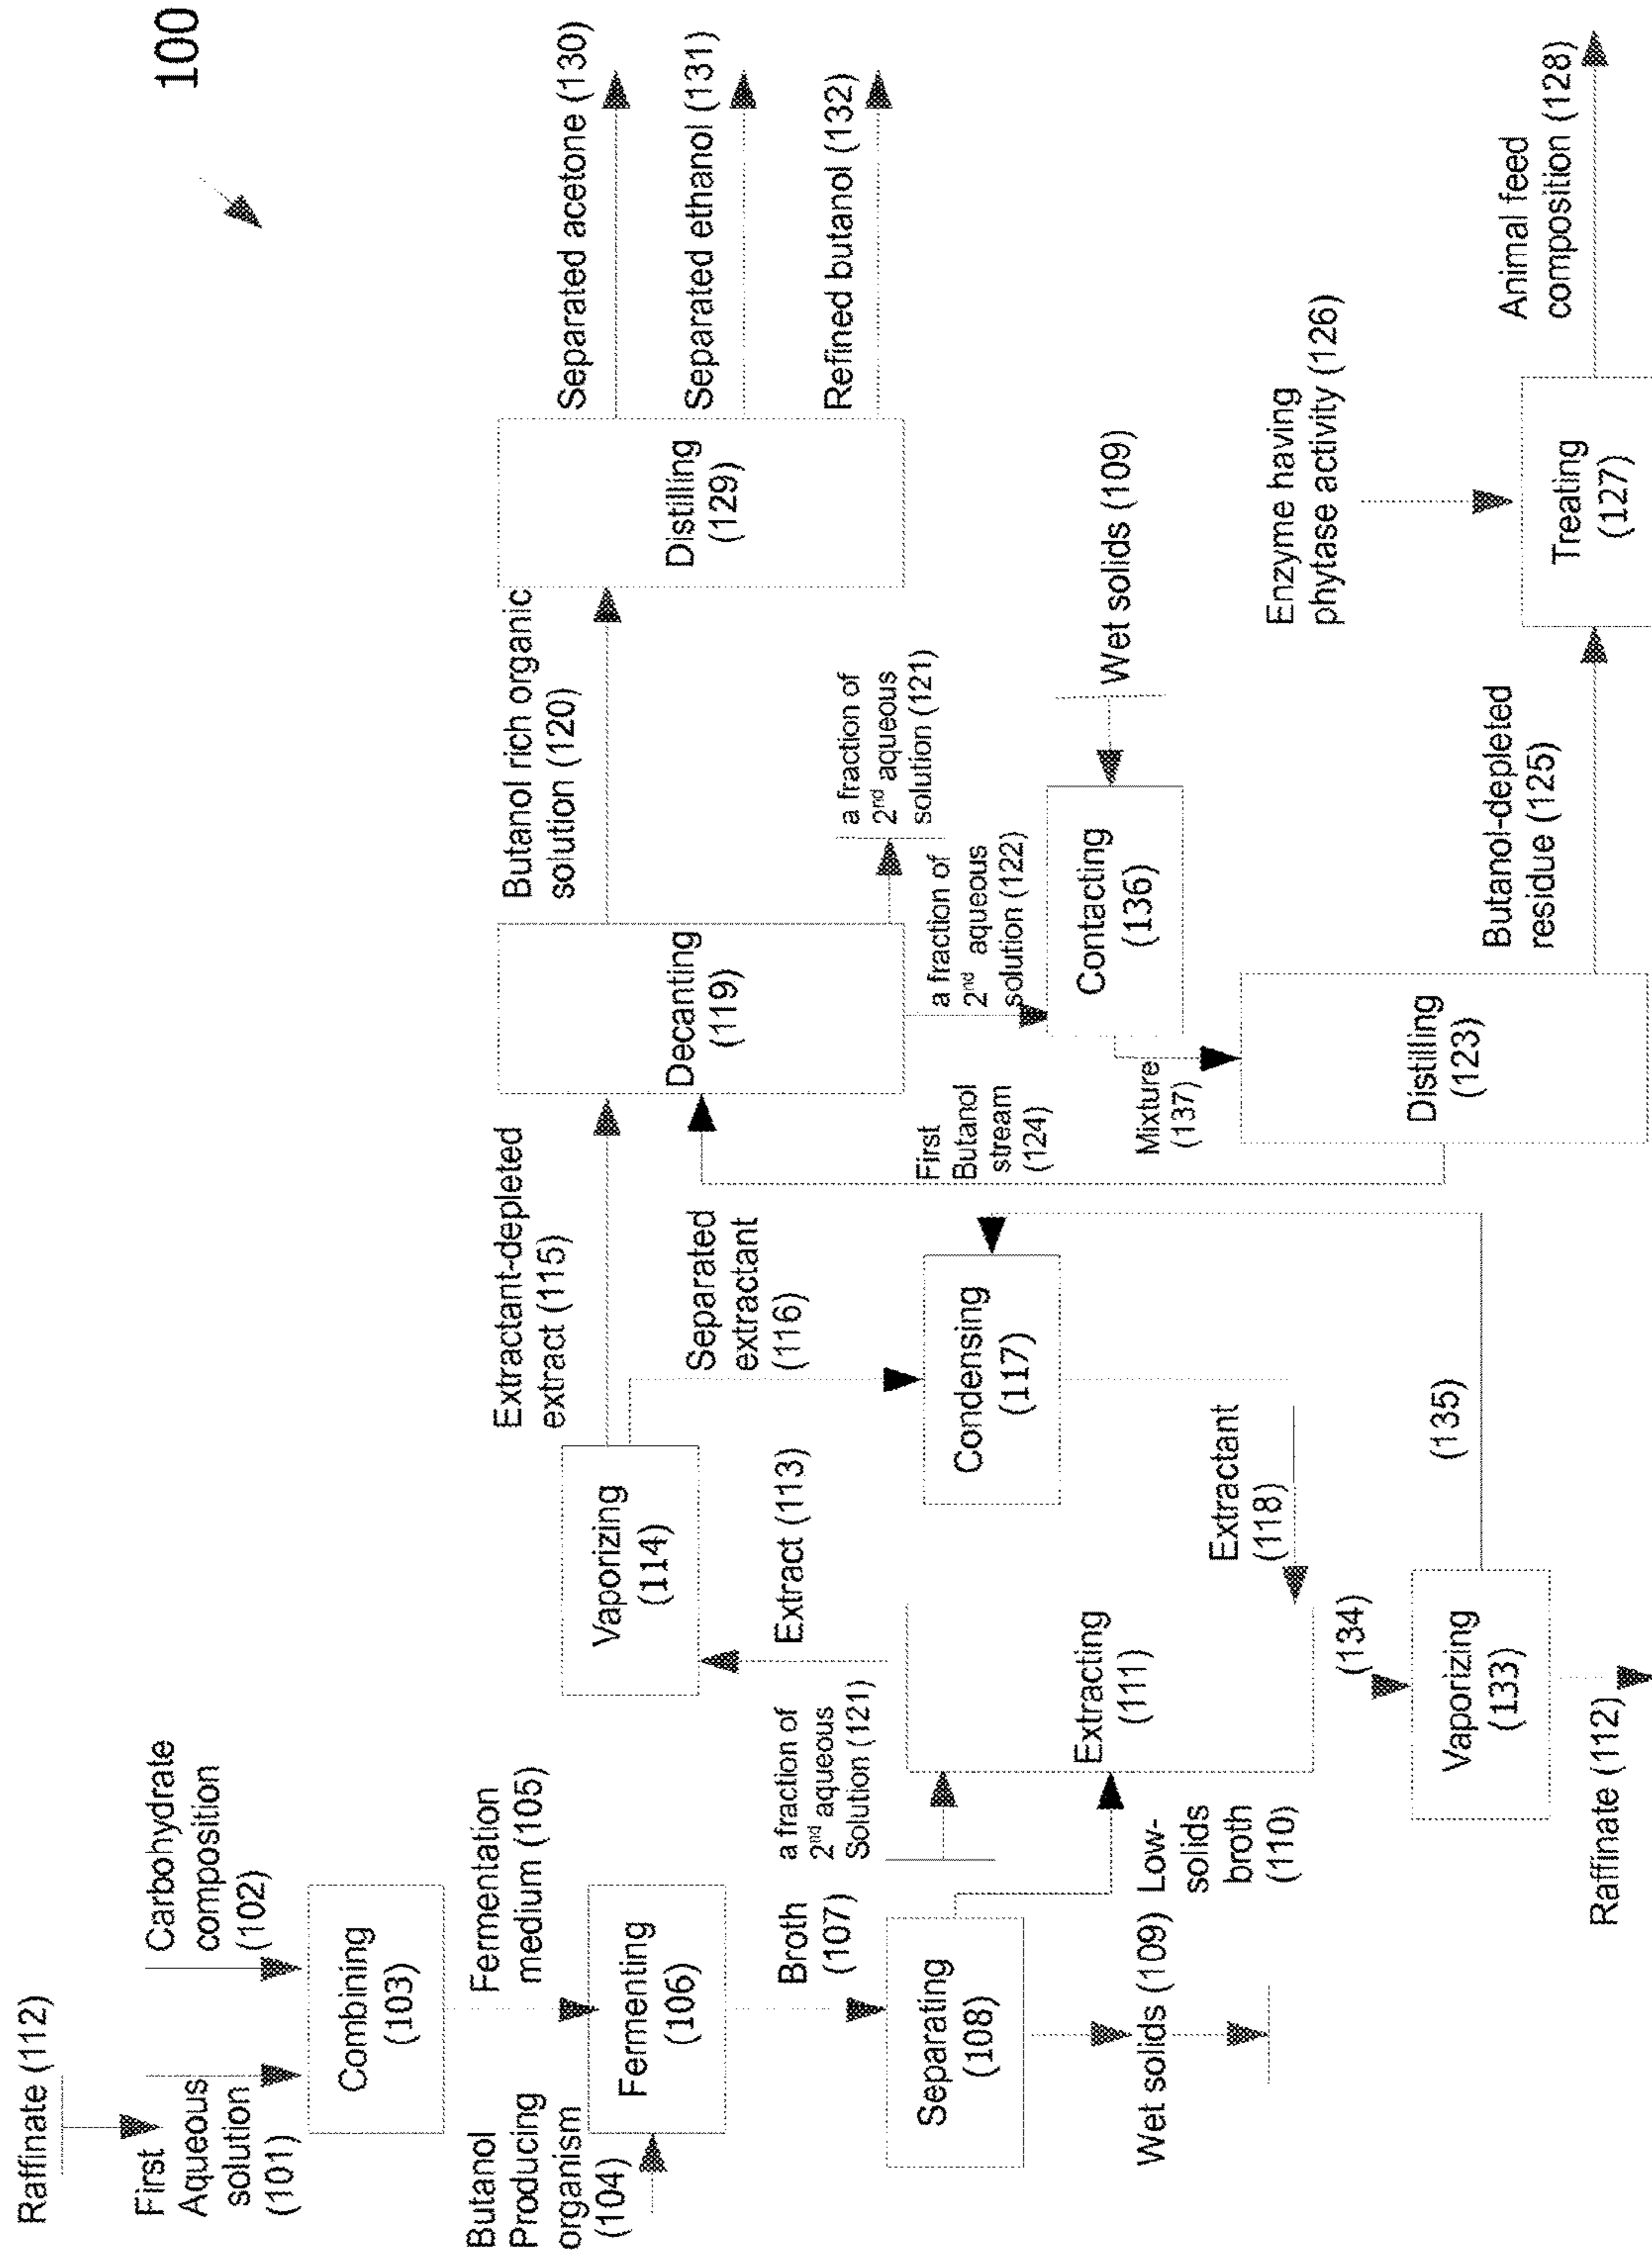 100
Raffinate (112)
First
Aqueous
solution
(101)
Carbohydrate
composition
(102)
Combining
(103)
Butanol
Producing
organism
(104)
Fermentation
medium (105)
Fermenting
(106)
Broth
(107)
Separating
(108)
Wet solids (109)
Low-
solids
broth
(110)
a fraction of
2nd aqueous
Solution (121)
Extracting
(111)
Extract (113)
Vaporizing
(114)
Extractant-depleted
extract (115)
Separated
extractant
(116)
Condensing
(117)
Extractant
(118)
(134)
Vaporizing
(133)
(135)
Raffinate (112)
Decanting
(119)
Butanol rich organic
solution (120)
a fraction of
2nd aqueous
solution (121)
a fraction of
2nd aqueous
solution (122)
First
Butanol
stream
(124)
Mixture
(137)
Contacting
(136)
Wet solids (109)
Distilling
(123)
Butanol-depleted
residue (125)
Distilling
(129)
Separated acetone (130)
Separated ethanol (131)
Refined butanol (132)
Enzyme having
phytase activity (126)
Treating
(127)
Animal feed
composition (128)